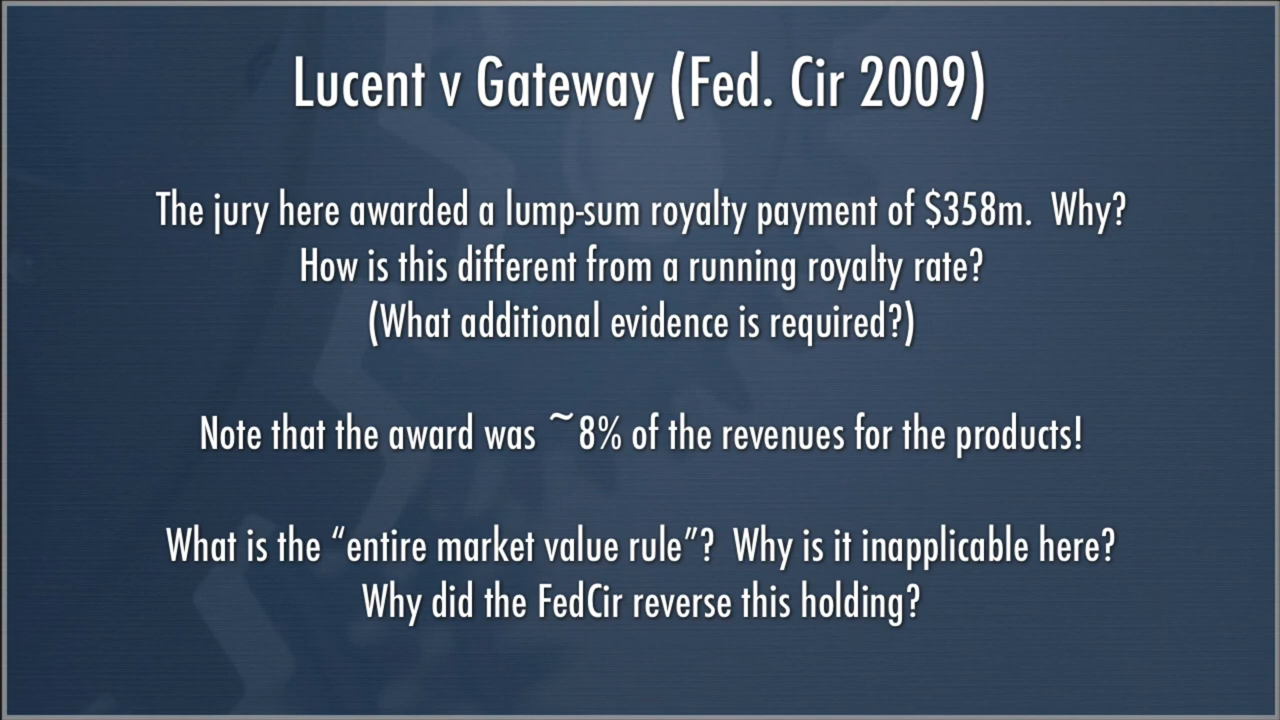 Lucent v Gateway (Fed. Cir 2009)
The jury here awarded a lump-sum royalty payment of $358m. Why?
How is this different from a running royalty rate?
(What additional evidence is required?)
Note that the award was ~8% of the revenues for the products!
What is the “entire market value rule”? Why is it inapplicable here?
Why did the FedCir reverse this holding?